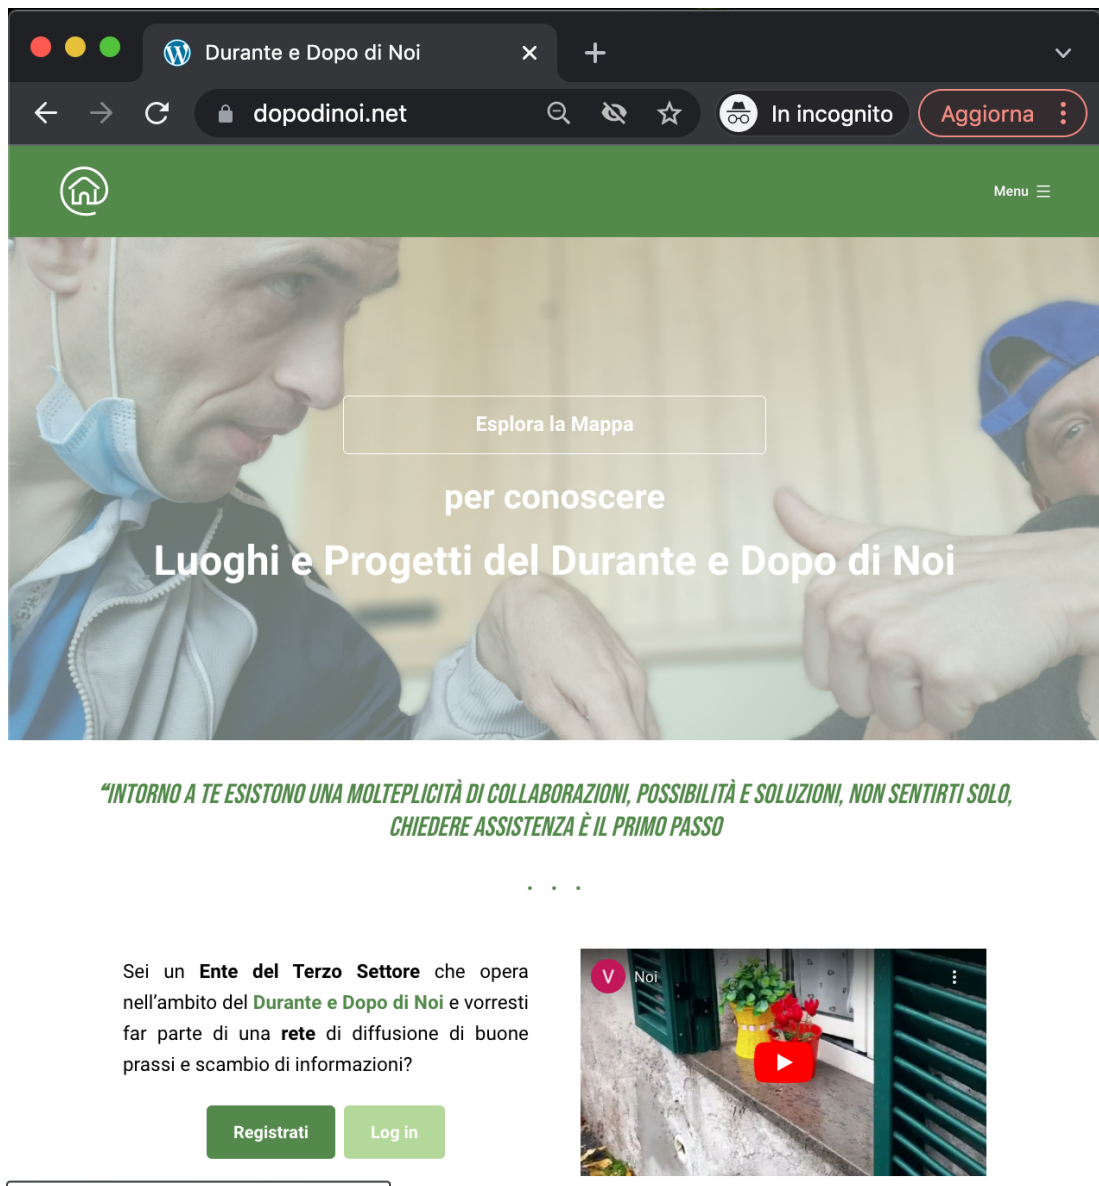 Durante e Dopo di Noi
dopodinoi.net
In incognito
Aggiorna
Menu
Esplora la Mappa
per conoscere
Luoghi e Progetti del Durante e Dopo di Noi
“INTORNO A TE ESISTONO UNA MOLTEPLICITÀ DI COLLABORAZIONI, POSSIBILITÀ E SOLUZIONI, NON SENTIRTI SOLO,
CHIEDERE ASSISTENZA È IL PRIMO PASSO
. . .
Sei un Ente del Terzo Settore che opera
nell’ambito del Durante e Dopo di Noi e vorresti
far parte di una rete di diffusione di buone
prassi e scambio di informazioni?
Registrati
Log in
V Noi